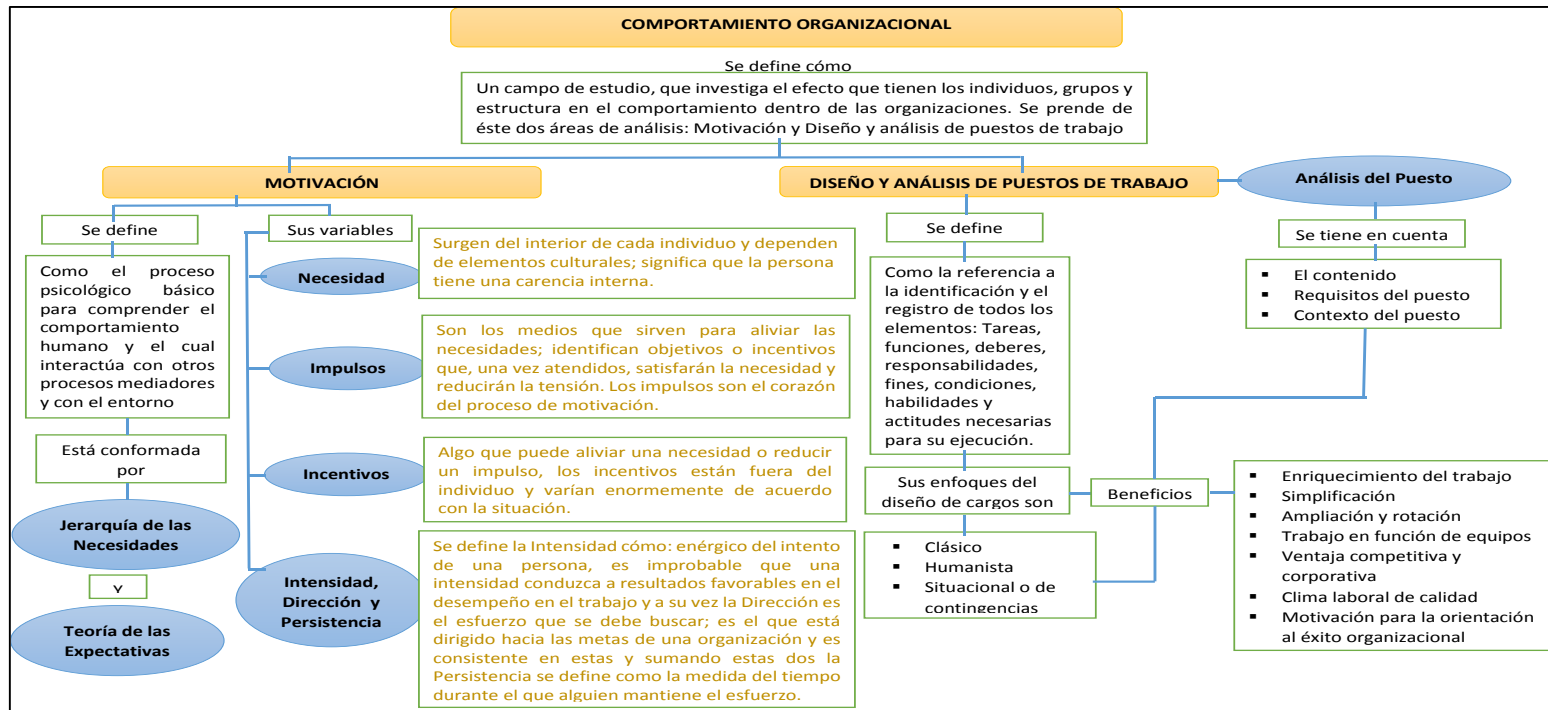 COMPORTAMIENTO ORGANIZACIONAL
Se define cómo
Un campo de estudio, que investiga el efecto que tienen los individuos, grupos y
estructura en el comportamiento dentro de las organizaciones. Se prende de
éste dos áreas de análisis: Motivación y Diseño y análisis de puestos de trabajo
MOTIVACIÓN
Se define
Como el proceso
psicológico básico
para comprender el
comportamiento
humano y el cual
interactúa con otros
procesos mediadores
y con el entorno
Está conformada
por
Jerarquía de las
Necesidades
y
Teoría de las
Expectativas
Sus variables
Necesidad
Surgen del interior de cada individuo y dependen
de elementos culturales; significa que la persona
tiene una carencia interna.
Impulsos
Son los medios que sirven para aliviar las
necesidades; identifican objetivos o incentivos
que, una vez atendidos, satisfarán la necesidad y
reducirán la tensión. Los impulsos son el corazón
del proceso de motivación.
Incentivos
Algo que puede aliviar una necesidad o reducir
un impulso, los incentivos están fuera del
individuo y varían enormemente de acuerdo
con la situación.
Intensidad,
Dirección y
Persistencia
Se define la Intensidad cómo: enérgico del intento
de una persona, es improbable que una
intensidad conduzca a resultados favorables en el
desempeño en el trabajo y a su vez la Dirección es
el esfuerzo que se debe buscar; es el que está
dirigido hacia las metas de una organización y es
consistente en estas y sumando estas dos la
Persistencia se define como la medida del tiempo
durante el que alguien mantiene el esfuerzo.
DISEÑO Y ANÁLISIS DE PUESTOS DE TRABAJO
Se define
Como la referencia a
la identificación y el
registro de todos los
elementos: Tareas,
funciones, deberes,
responsabilidades,
fines, condiciones,
habilidades y
actitudes necesarias
para su ejecución.
Sus enfoques del
diseño de cargos son
▪ Clásico
▪ Humanista
▪ Situacional o de
contingencias
Análisis del Puesto
Se tiene en cuenta
▪ El contenido
▪ Requisitos del puesto
▪ Contexto del puesto
Beneficios
▪ Enriquecimiento del trabajo
▪ Simplificación
▪ Ampliación y rotación
▪ Trabajo en función de equipos
▪ Ventaja competitiva y
corporativa
▪ Clima laboral de calidad
▪ Motivación para la orientación
al éxito organizacional